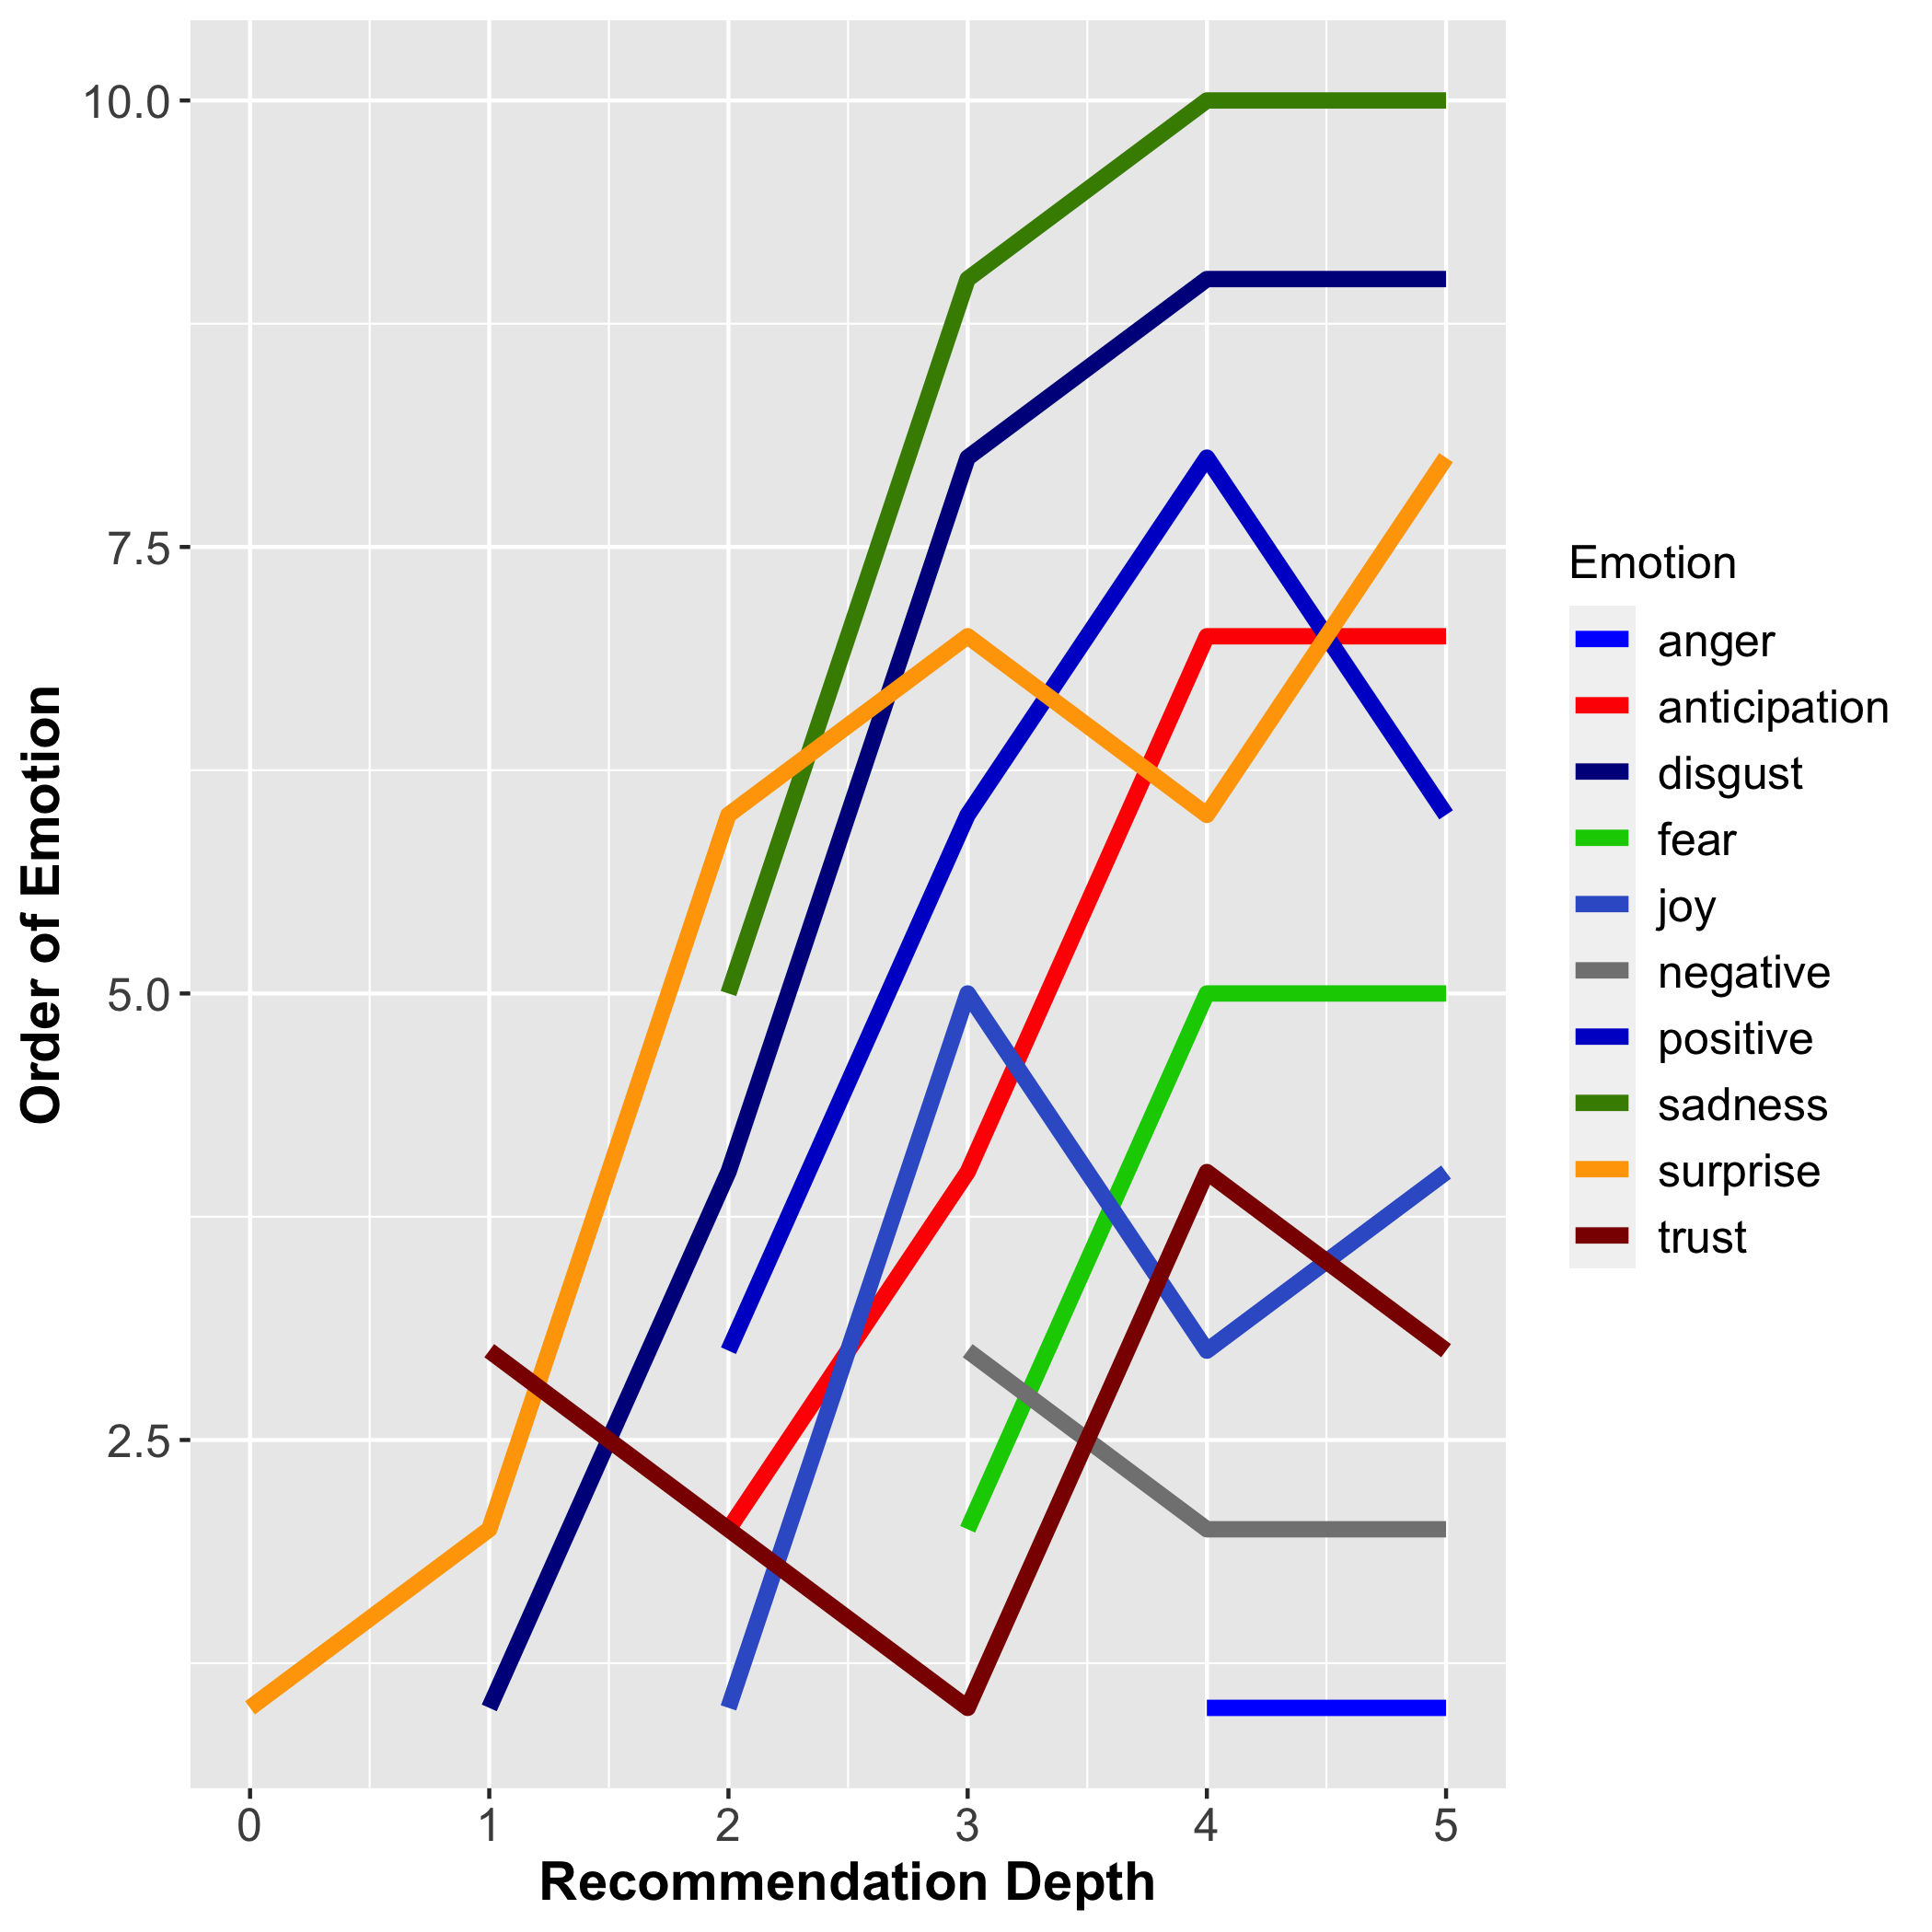 10.0
7.5
5.0
2.5
Order of Emotion
0 1 2 3 4 5
Recommendation Depth
Emotion
anger
anticipation
disgust
fear
joy
negative
positive
sadness
surprise
trust